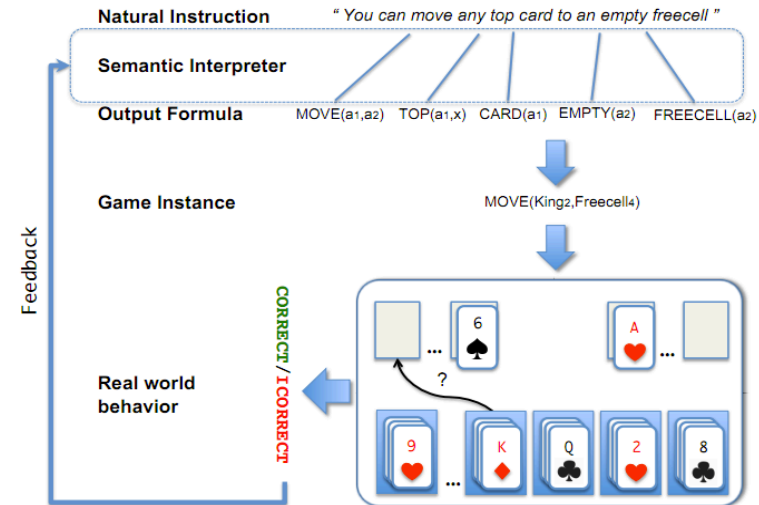 Natural Instruction “ You can move any top card to an empty freecell ”
Semantic Interpreter
Output Formula MOVE(a1,a2) TOP(a1,x) CARD(a1) EMPTY(a2) FREECELL(a2)
Game Instance MOVE(King2,Freecell4)
Feedback
CORRECT/ICORRECT
Real world
behavior
6 A
... ...
?
9 K Q 2 8
...